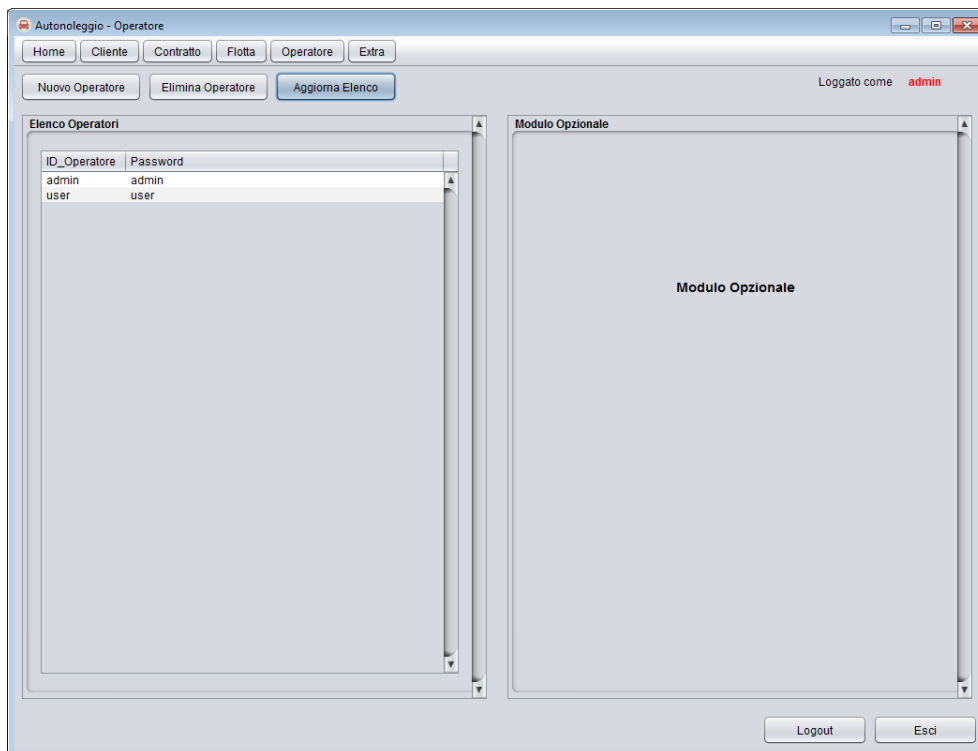 Autonoleggio - Operatore
Home Cliente Contratto Flotta Operatore Extra
Nuovo Operatore Elimina Operatore Aggiorna Elenco Loggato come admin
Elenco Operatori
ID_Operatore Password
admin admin
user user
Modulo Opzionale
Modulo Opzionale
Logout Esci